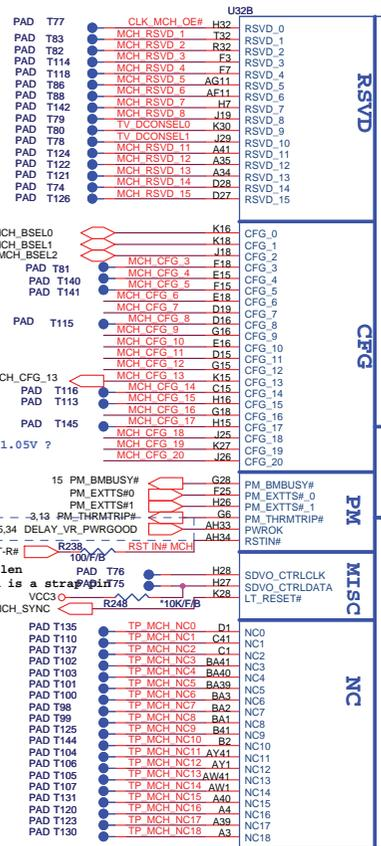 U32B
PAD T77 CLK_MCH_OE# H32 RSVD_0
PAD T83 MCH_RSVD_1 T32 RSVD_1
PAD T82 MCH_RSVD_2 R32 RSVD_2
PAD T114 MCH_RSVD_3 F3 RSVD_3
PAD T118 MCH_RSVD_4 F7 RSVD_4
PAD T86 MCH_RSVD_5 AG11 RSVD_5
PAD T88 MCH_RSVD_6 AF11 RSVD_6
PAD T142 MCH_RSVD_7 H7 RSVD_7
PAD T79 MCH_RSVD_8 J19 RSVD_8
PAD T80 TV_DCONSEL0 K30 RSVD_9
PAD T78 TV_DCONSEL1 J29 RSVD_10
PAD T124 MCH_RSVD_11 A41 RSVD_11
PAD T122 MCH_RSVD_12 A35 RSVD_12
PAD T121 MCH_RSVD_13 A34 RSVD_13
PAD T74 MCH_RSVD_14 D28 RSVD_14
PAD T126 MCH_RSVD_15 D27 RSVD_15
RSVD
MCH_BSEL0 K16 CFG_0
MCH_BSEL1 K18 CFG_1
MCH_BSEL2 J18 CFG_2
PAD T81 MCH_CFG_3 F18 CFG_3
PAD T140 MCH_CFG_4 E15 CFG_4
PAD T141 MCH_CFG_5 F15 CFG_5
MCH_CFG_6 E18 CFG_6
MCH_CFG_7 D19 CFG_7
PAD T115 MCH_CFG_8 D16 CFG_8
MCH_CFG_9 G16 CFG_9
MCH_CFG_10 E16 CFG_10
MCH_CFG_11 D15 CFG_11
MCH_CFG_12 G15 CFG_12
CH_CFG_13 MCH_CFG_13 K15 CFG_13
PAD T116 MCH_CFG_14 C15 CFG_14
PAD T113 MCH_CFG_15 H16 CFG_15
MCH_CFG_16 G18 CFG_16
PAD T145 MCH_CFG_17 H15 CFG_17
MCH_CFG_18 J25 CFG_18
1.05V ? MCH_CFG_19 K27 CFG_19
MCH_CFG_20 J26 CFG_20
CFG
15 PM_BMBUSY# G28 PM_BMBUSY#
PM_EXTTS#0 F25 PM_EXTTS#_0
PM_EXTTS#1 H26 PM_EXTTS#_1
3,13 PM_THRMTRIP# G6 PM_THRMTRIP#
5,34 DELAY_VR_PWRGOOD AH33 PWROK
T-R# R238 100/F/B RST IN# MCH AH34 RSTIN#
PM
len
PAD T76 H28 SDVO_CTRLCLK
is a strap pin
PAD T75 H27 SDVO_CTRLDATA
VCC3 R248 *10K/F/B
MCH_SYNC K28 LT_RESET#
MISC
PAD T135 TP_MCH_NC0 D1 NC0
PAD T110 TP_MCH_NC1 C41 NC1
PAD T137 TP_MCH_NC2 C1 NC2
PAD T102 TP_MCH_NC3 BA41 NC3
PAD T103 TP_MCH_NC4 BA40 NC4
PAD T101 TP_MCH_NC5 BA39 NC5
PAD T100 TP_MCH_NC6 BA3 NC6
PAD T98 TP_MCH_NC7 BA2 NC7
PAD T99 TP_MCH_NC8 BA1 NC8
PAD T125 TP_MCH_NC9 B41 NC9
PAD T144 TP_MCH_NC10 B2 NC10
PAD T104 TP_MCH_NC11 AY41 NC11
PAD T106 TP_MCH_NC12 AY1 NC12
PAD T105 TP_MCH_NC13 AW41 NC13
PAD T107 TP_MCH_NC14 AW1 NC14
PAD T131 TP_MCH_NC15 A40 NC15
PAD T120 TP_MCH_NC16 A4 NC16
PAD T123 TP_MCH_NC17 A39 NC17
PAD T130 TP_MCH_NC18 A3 NC18
NC